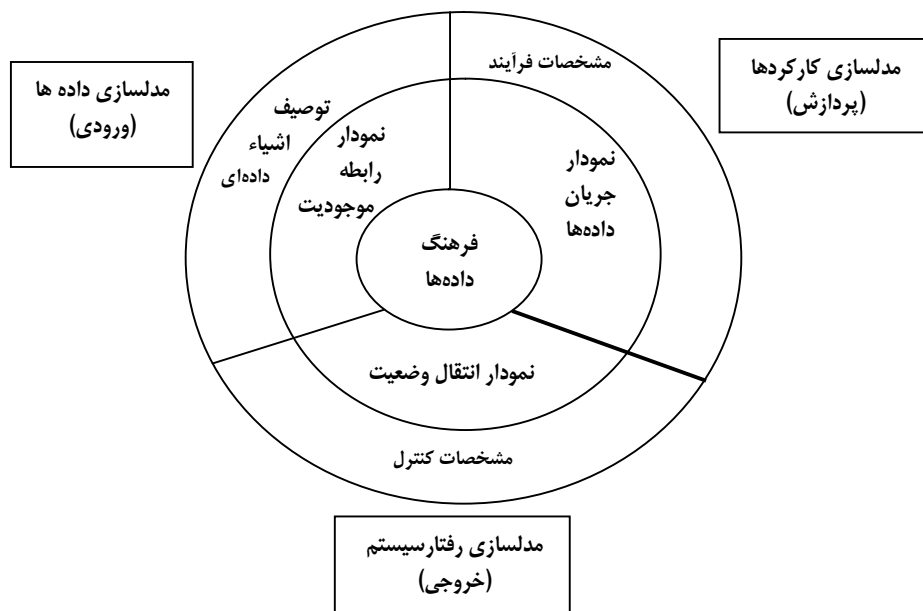 مدلسازی کارکردها
(پردازش)
مشخصات فرآیند
نمودار
جریان
داده‌ها
مدلسازی داده ها
(ورودی)
توصیف
اشیاء
داده‌ای
نمودار
رابطه
موجودیت
فرهنگ
داده‌ها
نمودار انتقال وضعیت
مشخصات کنترل
مدلسازی رفتارسیستم
(خروجی)